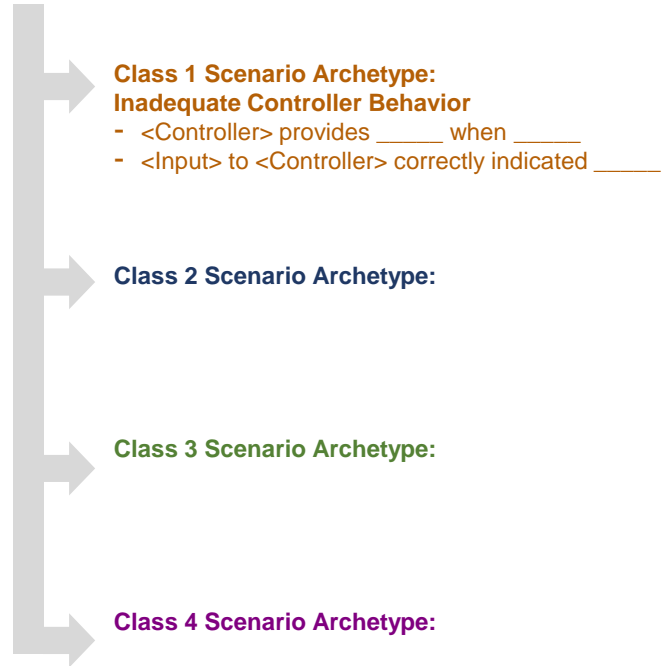 Class 1 Scenario Archetype:
Inadequate Controller Behavior
- <Controller> provides _____ when _____
- <Input> to <Controller> correctly indicated _____
Class 2 Scenario Archetype:
Class 3 Scenario Archetype:
Class 4 Scenario Archetype: